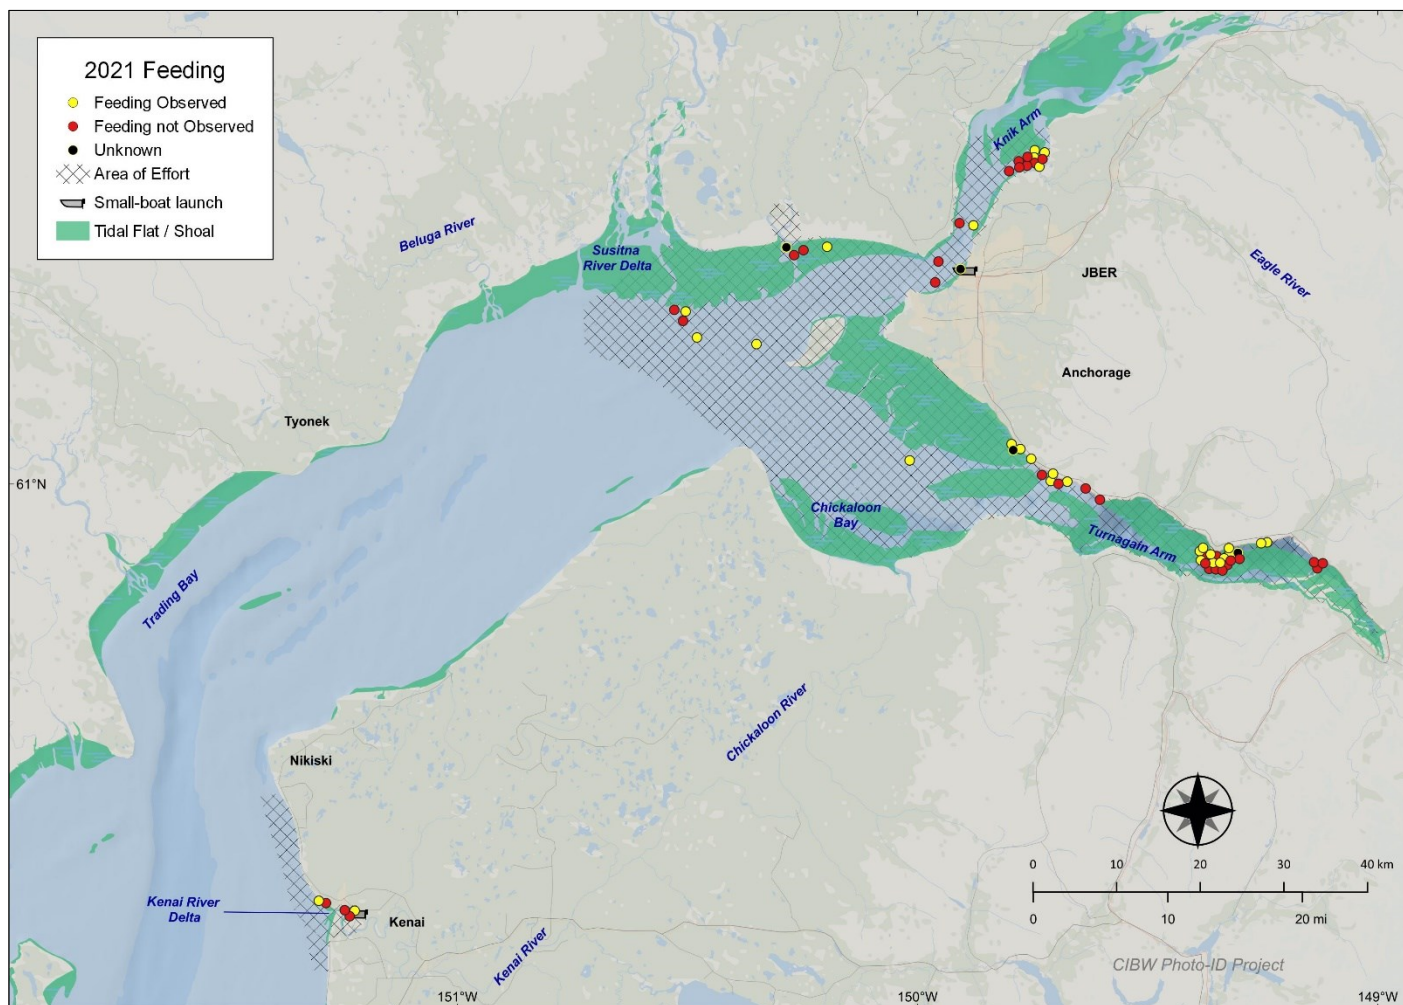 2021 Feeding
Feeding Observed
Feeding not Observed
Unknown
Area of Effort
Small-boat launch
Tidal Flat / Shoal
Knik Arm
Beluga River
Susitna
River Delta
JBER
Eagle River
Anchorage
Tyonek
61°N
Chickaloon
Bay
Turnagain Arm
Trading Bay
Chickaloon River
Nikiski
0 10 20 30 40 km
0 10 20 mi
Kenai River
Delta
Kenai
Kenai River
CIBW Photo-ID Project
151°W
150°W
149°W